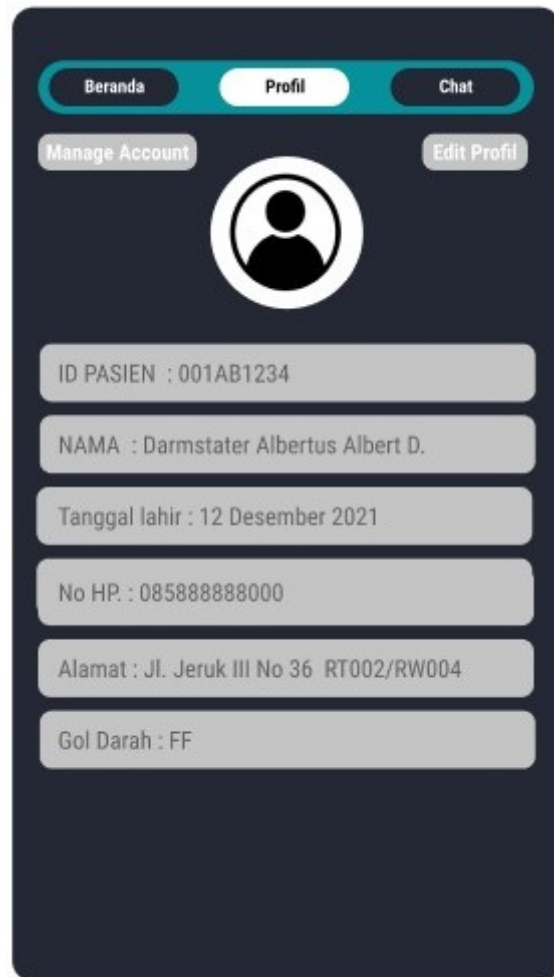 Beranda Profil Chat
Manage Account Edit Profil
ID PASIEN : 001AB1234
NAMA : Darmstater Albertus Albert D.
Tanggal lahir : 12 Desember 2021
No HP. : 085888888000
Alamat : Jl. Jeruk III No 36 RT002/RW004
Gol Darah : FF